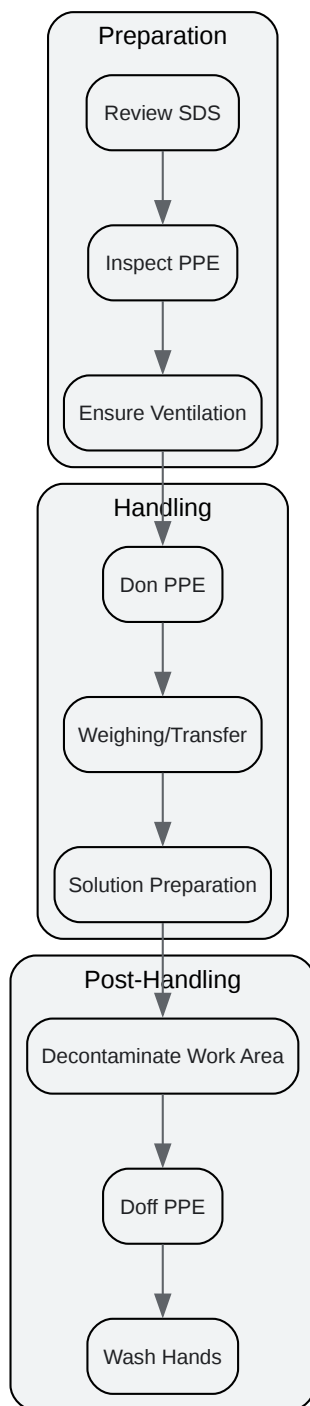 Preparation
Review SDS
Inspect PPE
Ensure Ventilation
Handling
Don PPE
Weighing/Transfer
Solution Preparation
Post-Handling
Decontaminate Work Area
Doff PPE
Wash Hands